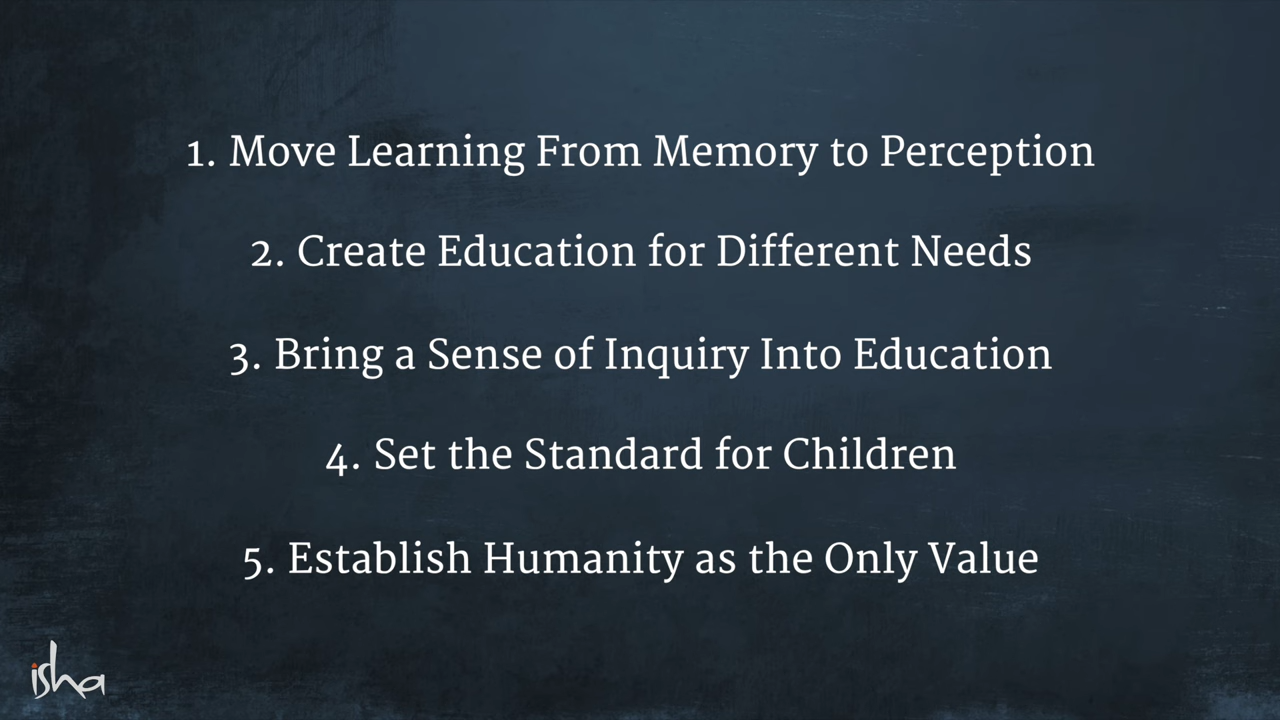 1. Move Learning From Memory to Perception
2. Create Education for Different Needs
3. Bring a Sense of Inquiry Into Education
4. Set the Standard for Children
5. Establish Humanity as the Only Value
isha